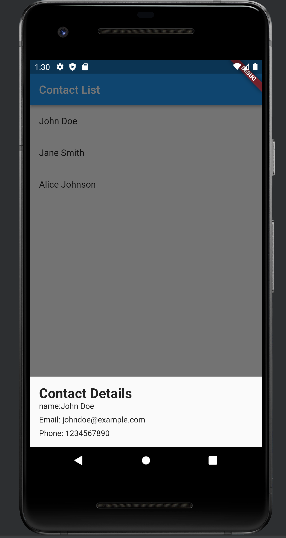 1:30
DEBUG
Contact List
John Doe
Jane Smith
Alice Johnson
Contact Details
name:John Doe
Email: johndoe@example.com
Phone: 1234567890